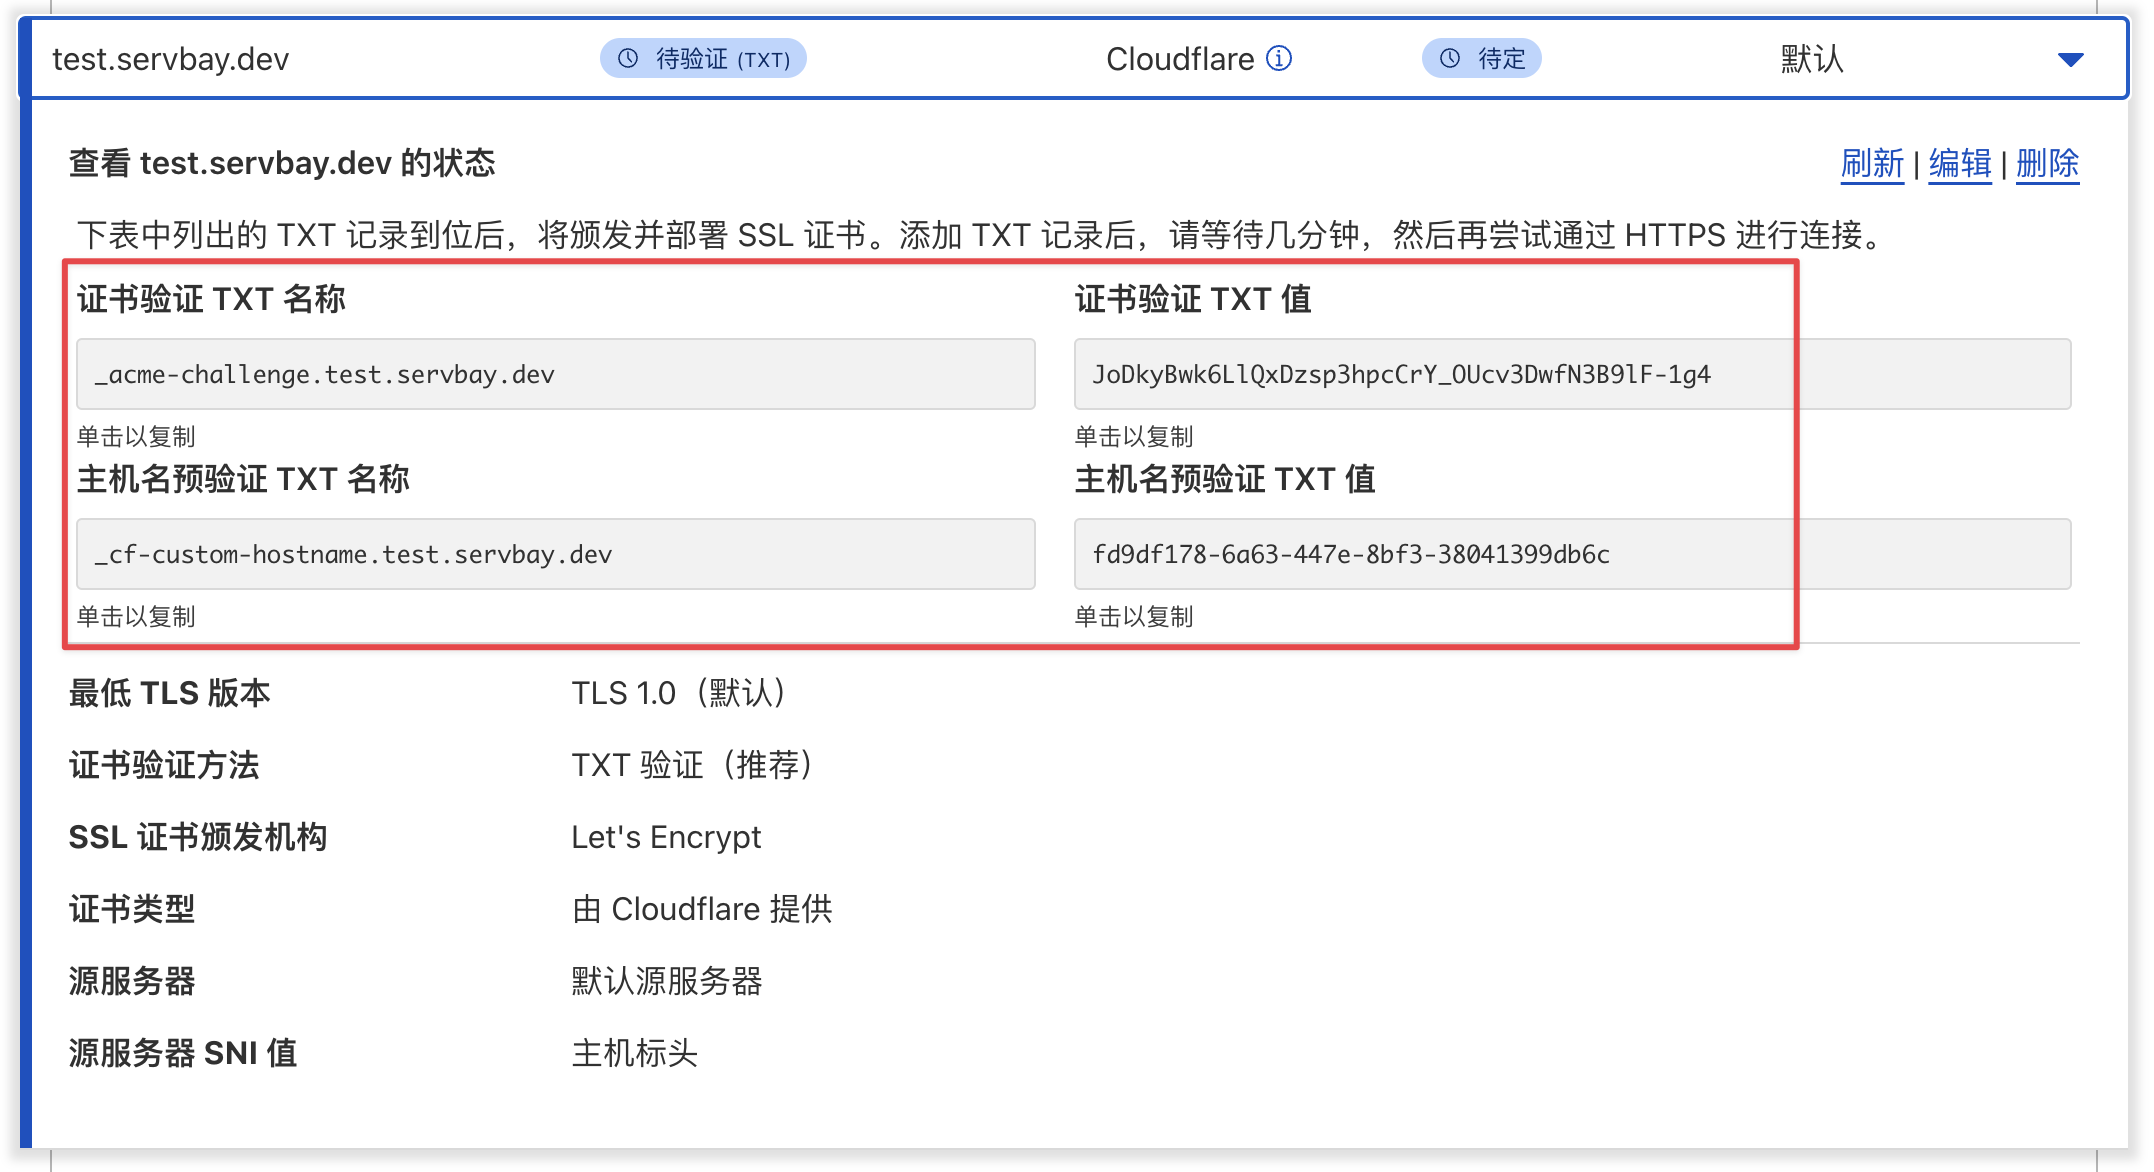 test.servbay.dev 待验证 (TXT) Cloudflare 待定 默认
查看 test.servbay.dev 的状态 刷新 | 编辑 | 删除
下表中列出的 TXT 记录到位后，将颁发并部署 SSL 证书。添加 TXT 记录后，请等待几分钟，然后再尝试通过 HTTPS 进行连接。
证书验证 TXT 名称 证书验证 TXT 值
_acme-challenge.test.servbay.dev JoDkyBwk6LlQxDzsp3hpcCrY_OUcv3DwfN3B9lF-1g4
单击以复制 单击以复制
主机名预验证 TXT 名称 主机名预验证 TXT 值
_cf-custom-hostname.test.servbay.dev fd9df178-6a63-447e-8bf3-38041399db6c
单击以复制 单击以复制
最低 TLS 版本 TLS 1.0（默认）
证书验证方法 TXT 验证（推荐）
SSL 证书颁发机构 Let's Encrypt
证书类型 由 Cloudflare 提供
源服务器 默认源服务器
源服务器 SNI 值 主机标头